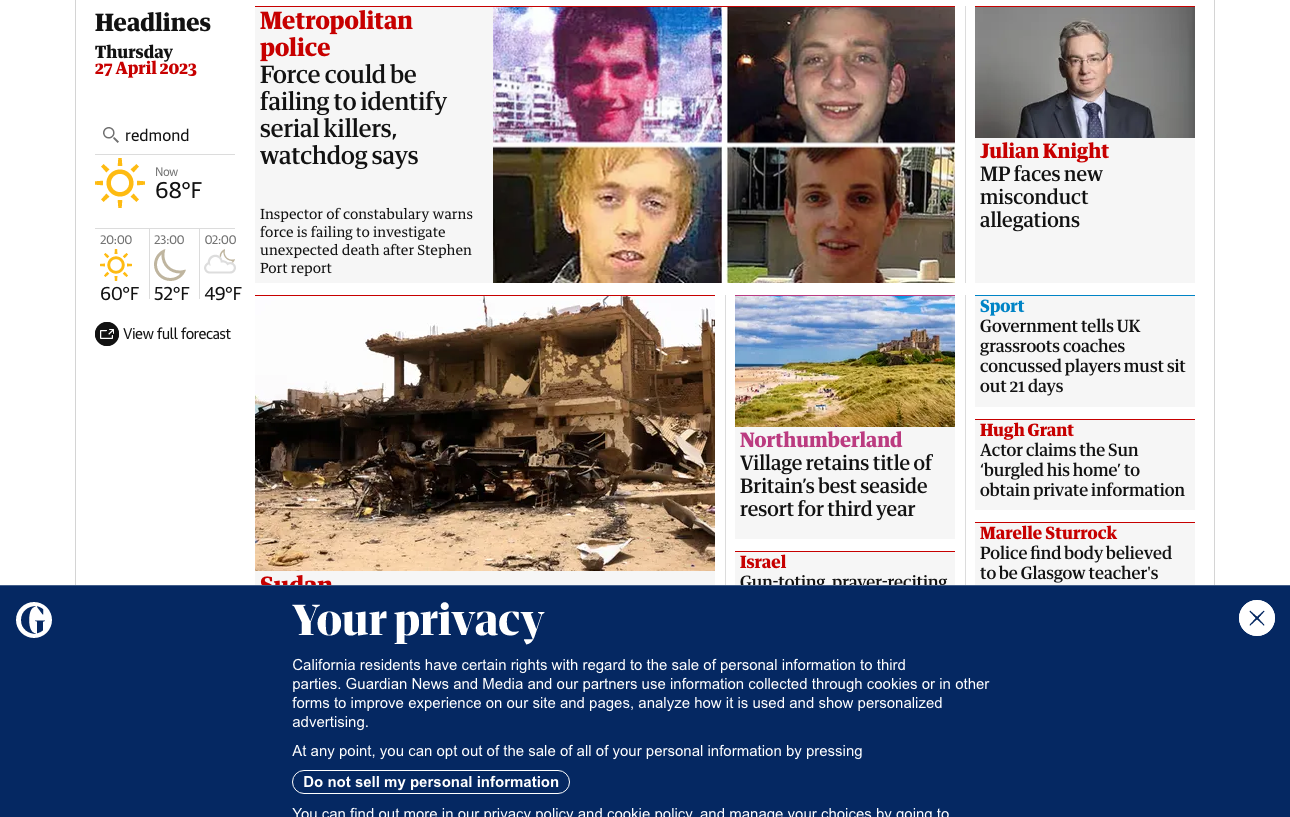 Headlines
Thursday
27 April 2023
redmond
Now
68°F
20:00
23:00
02:00
60°F
52°F
49°F
View full forecast
Metropolitan
police
Force could be
failing to identify
serial killers,
watchdog says
Inspector of constabulary warns
force is failing to investigate
unexpected death after Stephen
Port report
Julian Knight
MP faces new
misconduct
allegations
Sudan
Northumberland
Village retains title of
Britain’s best seaside
resort for third year
Israel
Gun-toting, prayer-reciting
Sport
Government tells UK
grassroots coaches
concussed players must sit
out 21 days
Hugh Grant
Actor claims the Sun
‘burgled his home’ to
obtain private information
Marelle Sturrock
Police find body believed
to be Glasgow teacher's
Your privacy
California residents have certain rights with regard to the sale of personal information to third
parties. Guardian News and Media and our partners use information collected through cookies or in other
forms to improve experience on our site and pages, analyze how it is used and show personalized
advertising.
At any point, you can opt out of the sale of all of your personal information by pressing
Do not sell my personal information
You can find out more in our privacy policy and cookie policy, and manage your choices by going to